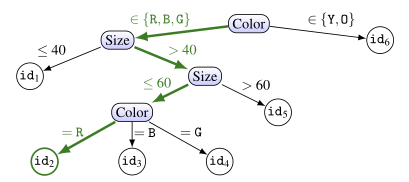 ∈ {R,B,G} Color ∈ {Y,O}
Size id₆
≤ 40 > 40
id₁ Size
≤ 60 > 60
Color id₅
= R = B = G
id₂ id₃ id₄